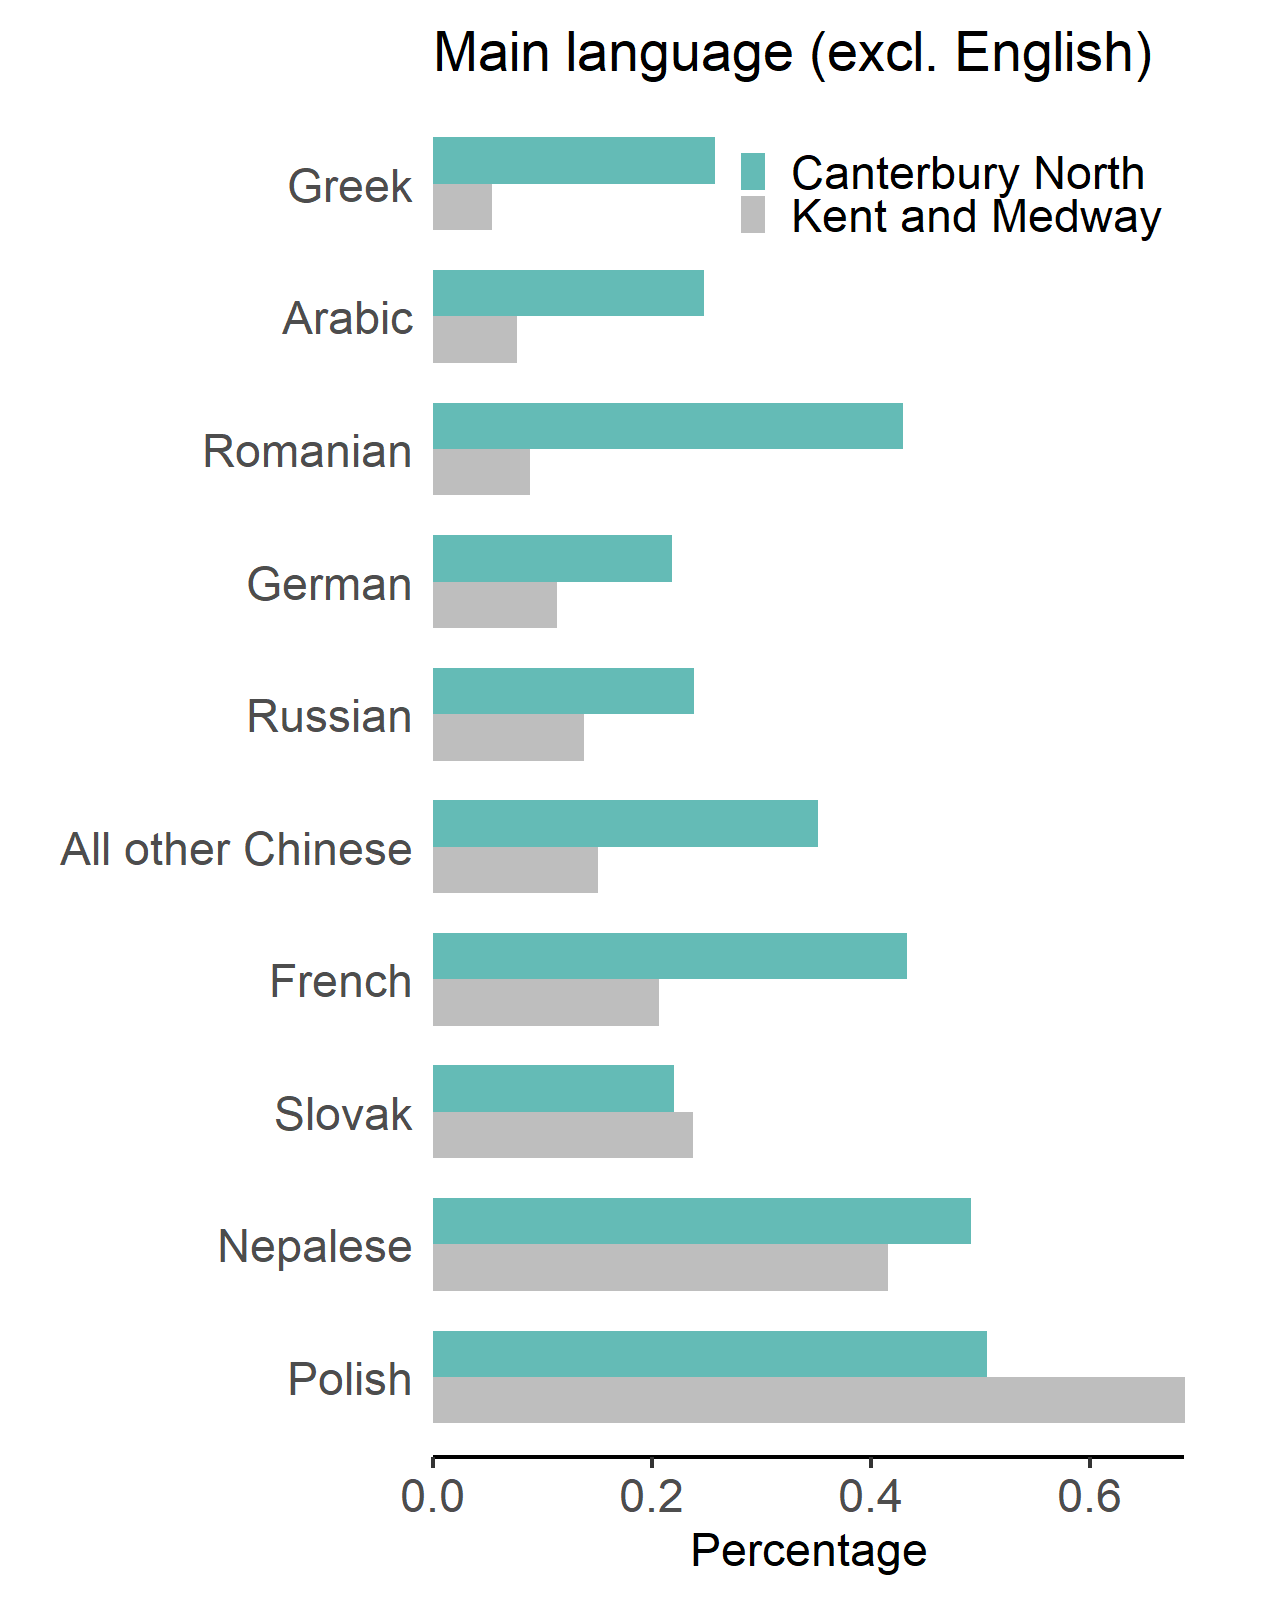 Main language (excl. English)
Canterbury North
Kent and Medway
Greek
Arabic
Romanian
German
Russian
All other Chinese
French
Slovak
Nepalese
Polish
0.0 0.2 0.4 0.6
Percentage